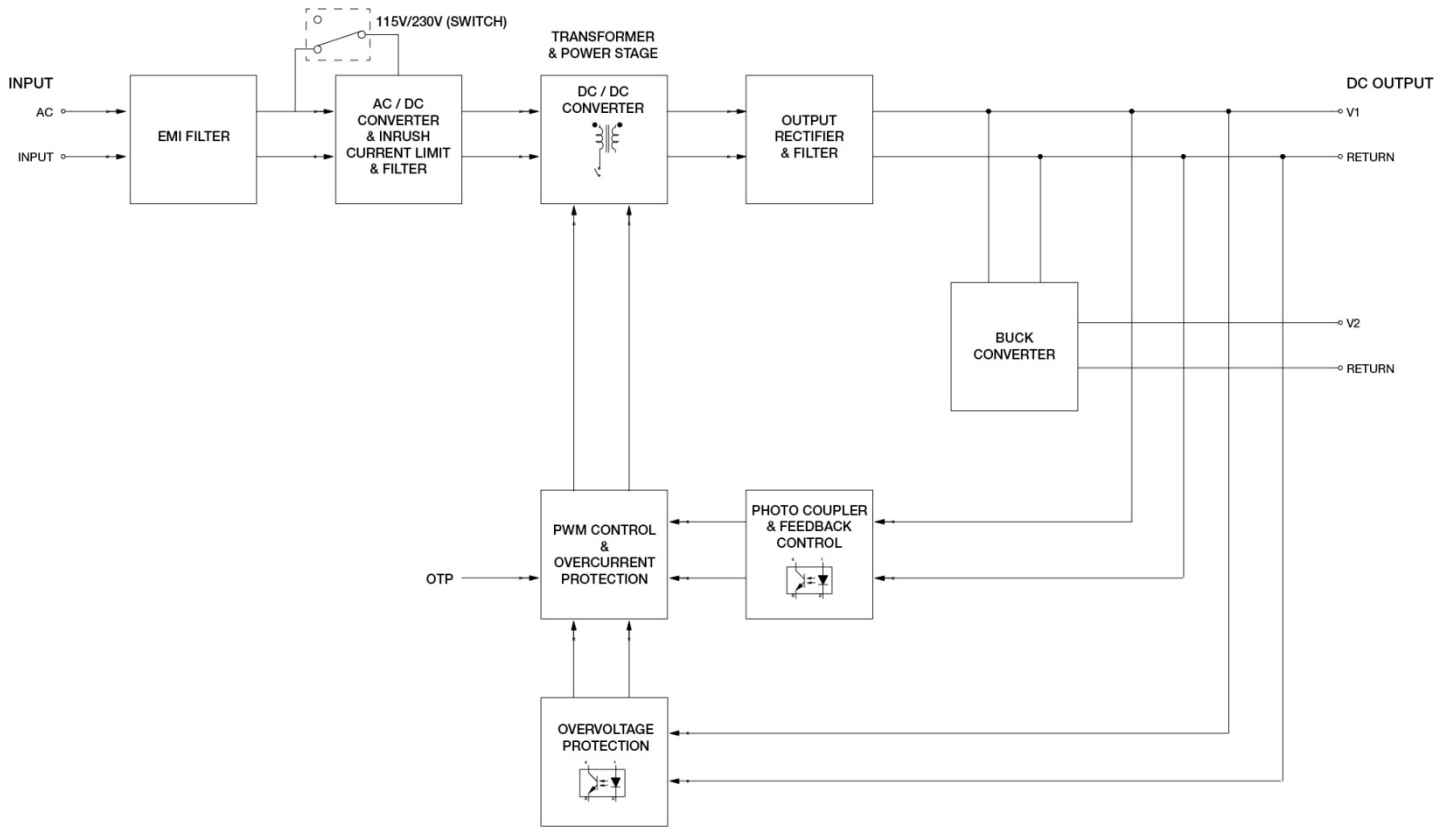 115V/230V (SWITCH)
TRANSFORMER
& POWER STAGE
INPUT
DC OUTPUT
AC
INPUT
EMI FILTER
AC / DC
CONVERTER
& INRUSH
CURRENT LIMIT
& FILTER
DC / DC
CONVERTER
OUTPUT
RECTIFIER
& FILTER
V1
RETURN
BUCK
CONVERTER
V2
RETURN
PWM CONTROL
&
OVERCURRENT
PROTECTION
OTP
PHOTO COUPLER
& FEEDBACK
CONTROL
OVERVOLTAGE
PROTECTION